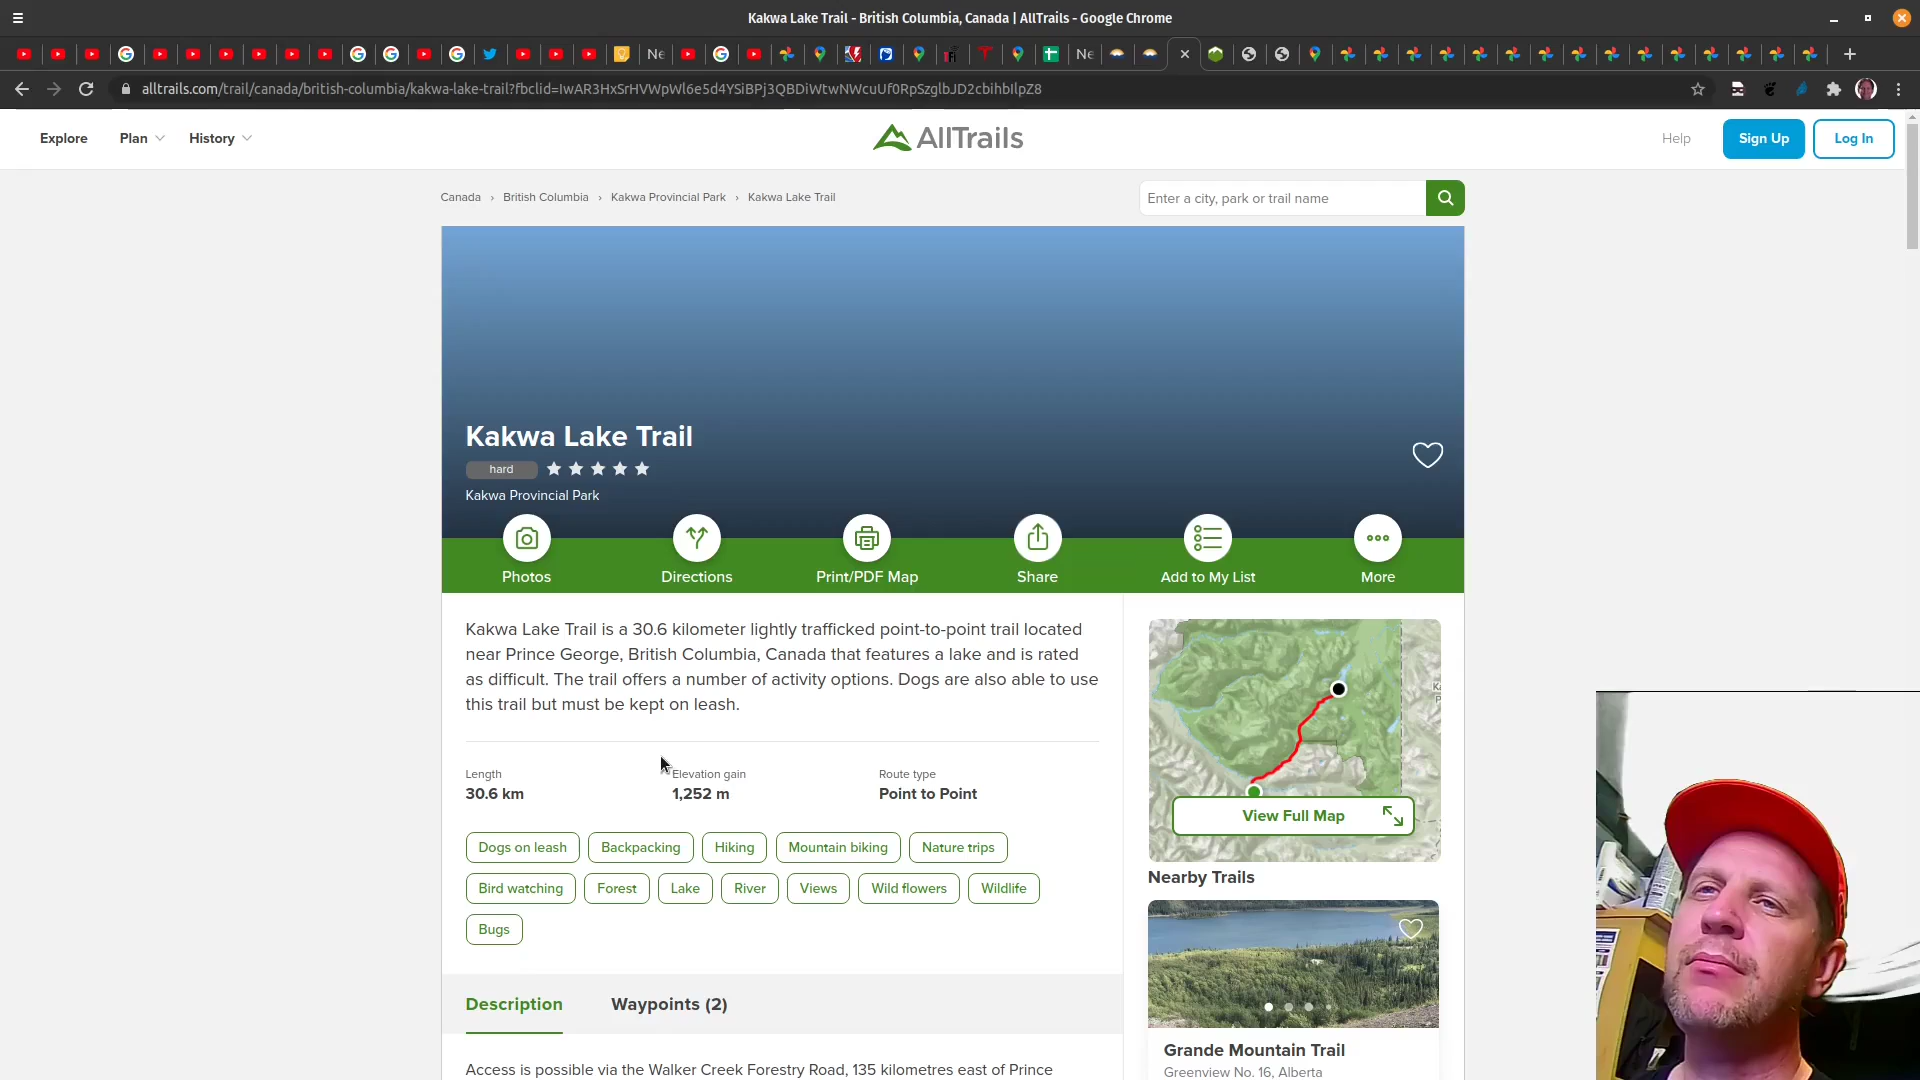 Kakwa Lake Trail - British Columbia, Canada | AllTrails - Google Chrome
Ne
Ne
alltrails.com/trail/canada/british-columbia/kakwa-lake-trail?fbclid=IwAR3HxSrHVWpWl6e5d4YSiBPj3QBDiWtwNWcuUf0RpSzglbJD2cbihbIlpZ8
Explore Plan History AllTrails Help Sign Up Log In
Canada › British Columbia › Kakwa Provincial Park › Kakwa Lake Trail
Enter a city, park or trail name
Kakwa Lake Trail
hard
Kakwa Provincial Park
Photos Directions Print/PDF Map Share Add to My List More
Kakwa Lake Trail is a 30.6 kilometer lightly trafficked point-to-point trail located
near Prince George, British Columbia, Canada that features a lake and is rated
as difficult. The trail offers a number of activity options. Dogs are also able to use
this trail but must be kept on leash.
Length Elevation gain Route type
30.6 km 1,252 m Point to Point
Dogs on leash Backpacking Hiking Mountain biking Nature trips
Bird watching Forest Lake River Views Wild flowers Wildlife
Bugs
Description Waypoints (2)
Access is possible via the Walker Creek Forestry Road, 135 kilometres east of Prince
View Full Map
Nearby Trails
Grande Mountain Trail
Greenview No. 16, Alberta